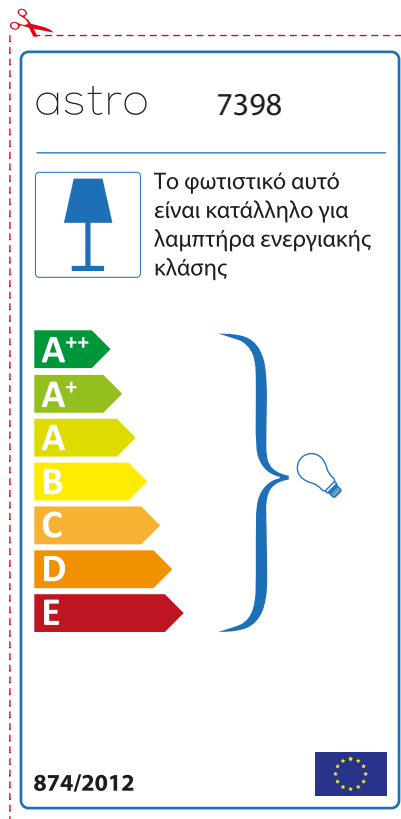 astro 7398
Το φωτιστικό αυτό
είναι κατάλληλο για
λαμπτήρα ενεργιακής
κλάσης
A++
A+
A
B
C
D
E
874/2012